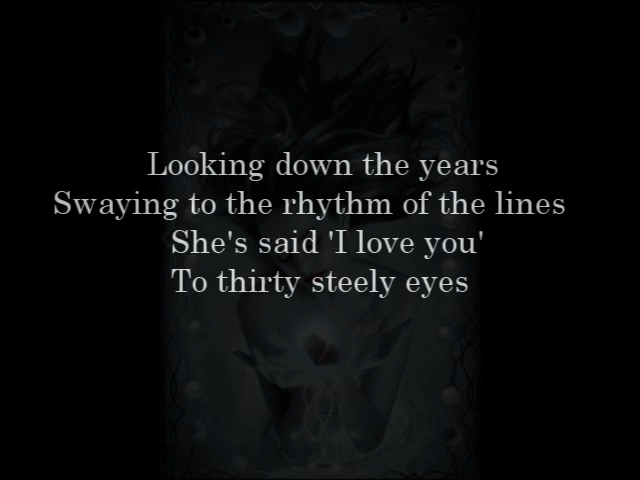 Looking down the years
Swaying to the rhythm of the lines
She's said 'I love you'
To thirty steely eyes